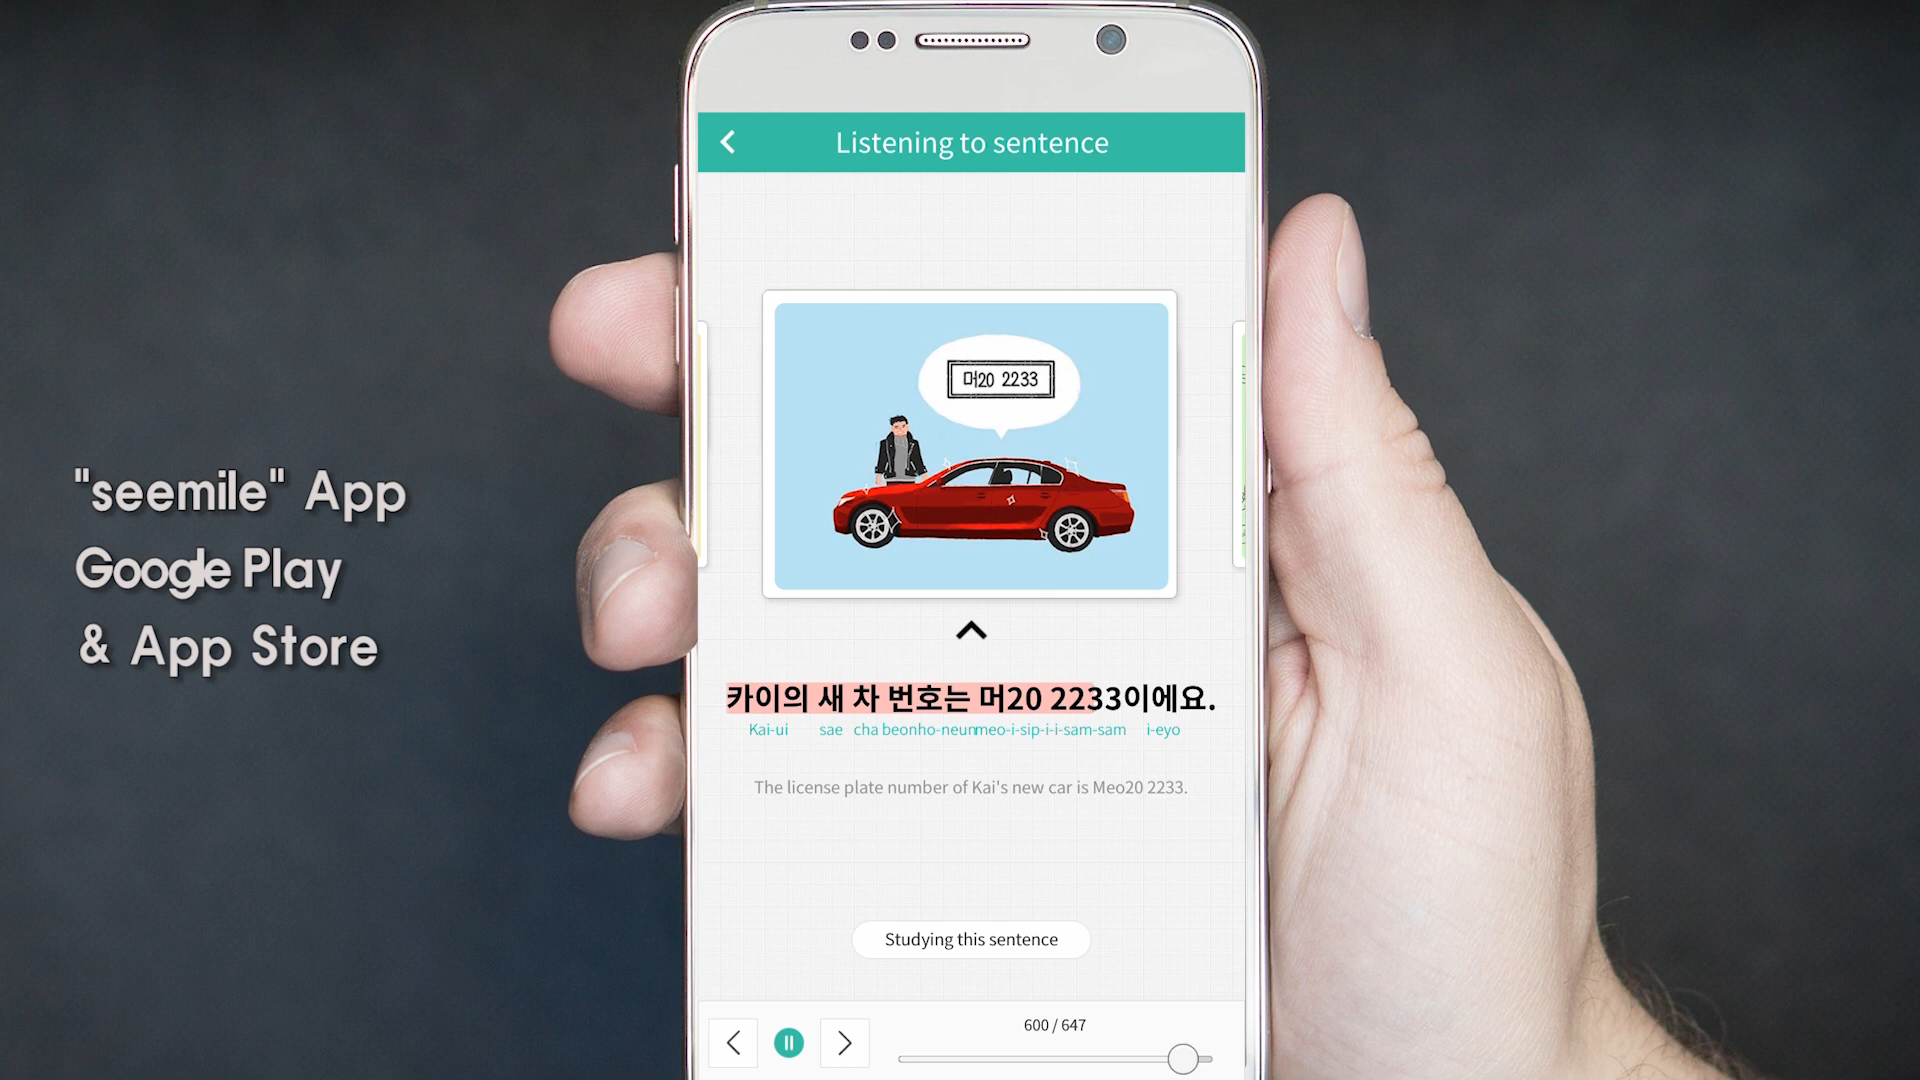 "seemile" App
Google Play
& App Store
Listening to sentence
머20 2233
카이의 새 차 번호는 머20 2233이에요.
Kai-ui sae cha beonho-neun meo-i-sip-i-i-sam-sam i-eyo
The license plate number of Kai's new car is Meo20 2233.
Studying this sentence
600 / 647